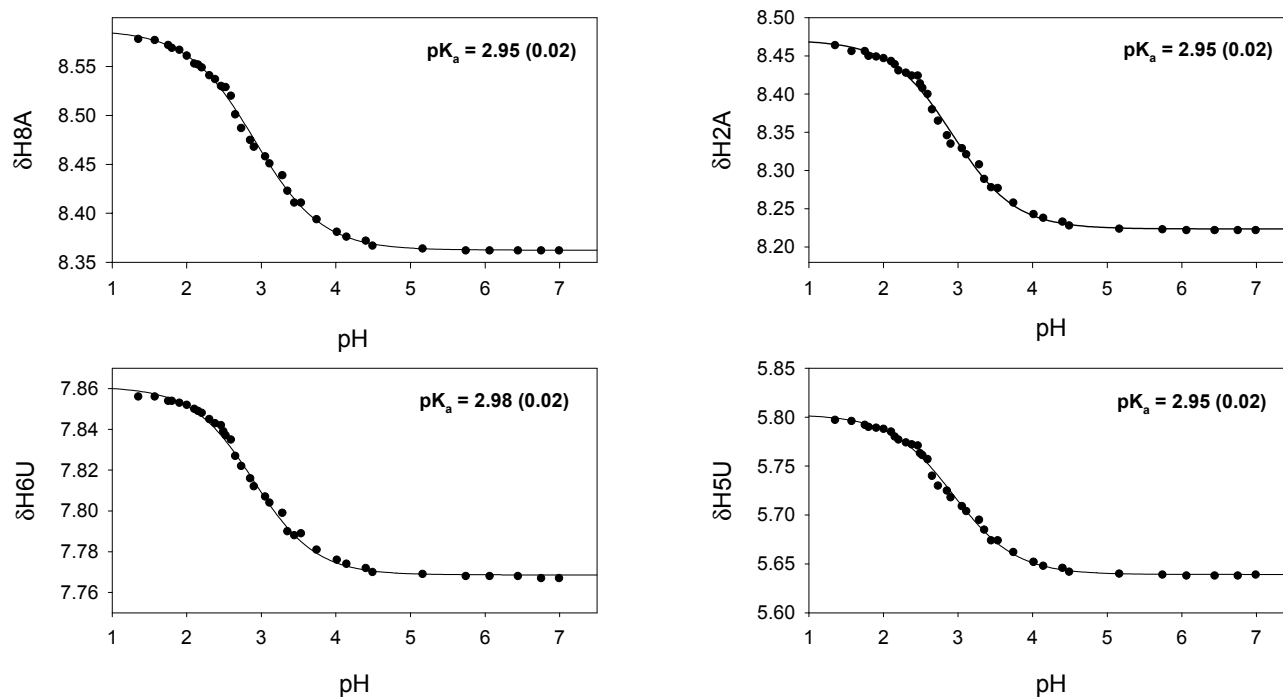 pKa = 2.95 (0.02)
δH8A
8.55
8.50
8.45
8.40
8.35
1 2 3 4 5 6 7
pH
pKa = 2.95 (0.02)
δH2A
8.50
8.45
8.40
8.35
8.30
8.25
8.20
1 2 3 4 5 6 7
pH
pKa = 2.98 (0.02)
δH6U
7.86
7.84
7.82
7.80
7.78
7.76
1 2 3 4 5 6 7
pH
pKa = 2.95 (0.02)
δH5U
5.85
5.80
5.75
5.70
5.65
5.60
1 2 3 4 5 6 7
pH